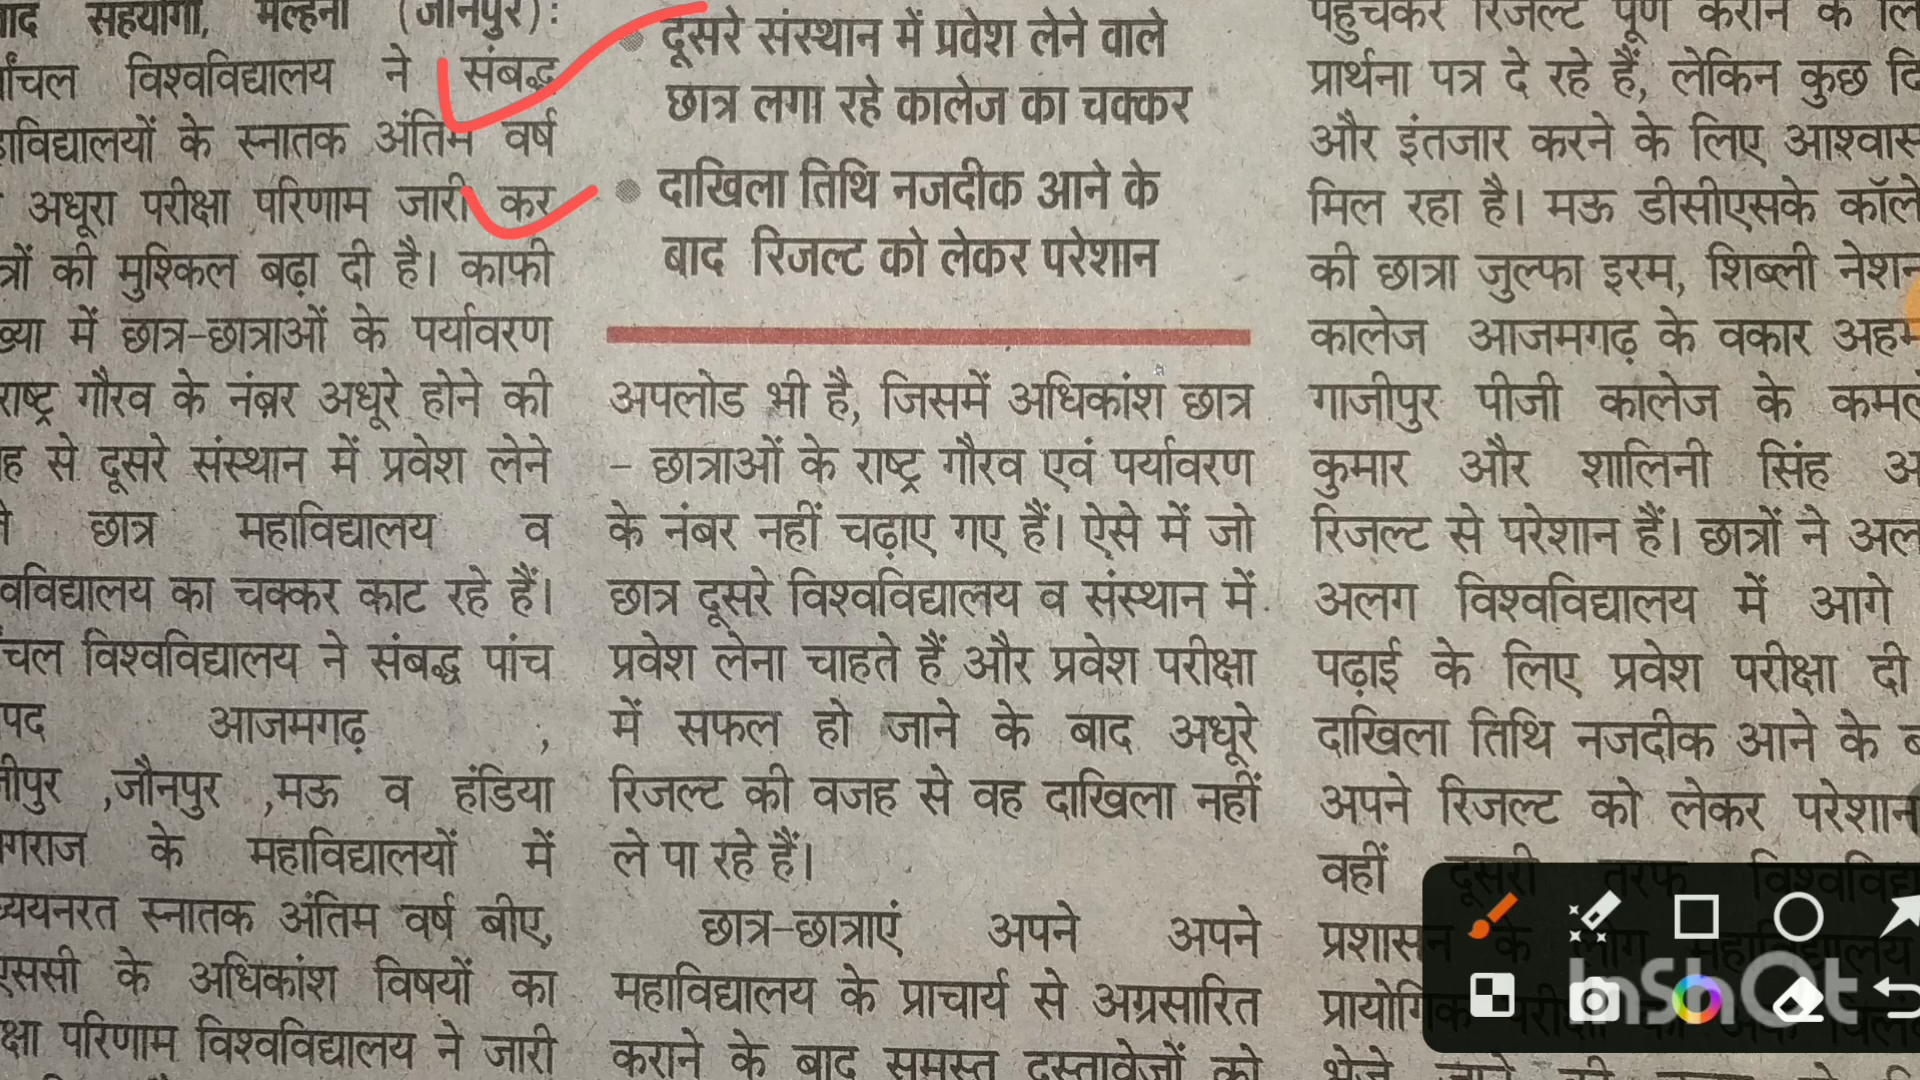 सहयोगी, मल्हनी (जौनपुर):
विश्वविद्यालय ने संबद्ध
के स्नातक अंतिम वर्ष
अधूरा परीक्षा परिणाम जारी कर
की मुश्किल बढ़ा दी है। काफी
में छात्र-छात्राओं के पर्यावरण
राष्ट्र गौरव के नंबर अधूरे होने की
से दूसरे संस्थान में प्रवेश लेने
छात्र महाविद्यालय व
का चक्कर काट रहे हैं।
विश्वविद्यालय ने संबद्ध पांच
आजमगढ़ ,
,जौनपुर ,मऊ व हंडिया
के महाविद्यालयों में
स्नातक अंतिम वर्ष बीए,
के अधिकांश विषयों का
परिणाम विश्वविद्यालय ने जारी
दूसरे संस्थान में प्रवेश लेने वाले
छात्र लगा रहे कालेज का चक्कर
दाखिला तिथि नजदीक आने के
बाद रिजल्ट को लेकर परेशान
अपलोड भी है, जिसमें अधिकांश छात्र
- छात्राओं के राष्ट्र गौरव एवं पर्यावरण
के नंबर नहीं चढ़ाए गए हैं। ऐसे में जो
छात्र दूसरे विश्वविद्यालय व संस्थान में
प्रवेश लेना चाहते हैं और प्रवेश परीक्षा
में सफल हो जाने के बाद अधूरे
रिजल्ट की वजह से वह दाखिला नहीं
ले पा रहे हैं।
छात्र-छात्राएं अपने अपने
महाविद्यालय के प्राचार्य से अग्रसारित
कराने के बाद समस्त दस्तावेजों को
पहुंचकर रिजल्ट पूर्ण कराने के
प्रार्थना पत्र दे रहे हैं, लेकिन कुछ
और इंतजार करने के लिए
मिल रहा है। मऊ डीसीएसके
की छात्रा जुल्फा इरम, शिब्ली
कालेज आजमगढ़ के वकार
गाजीपुर पीजी कालेज के
कुमार और शालिनी सिंह
रिजल्ट से परेशान हैं। छात्रों ने
अलग विश्वविद्यालय में आगे
पढ़ाई के लिए प्रवेश परीक्षा दी
दाखिला तिथि नजदीक आने के
अपने रिजल्ट को लेकर परेशान
वहीं दूसरी तरफ
प्रशासन के लोग महाविद्यालय
InShOt